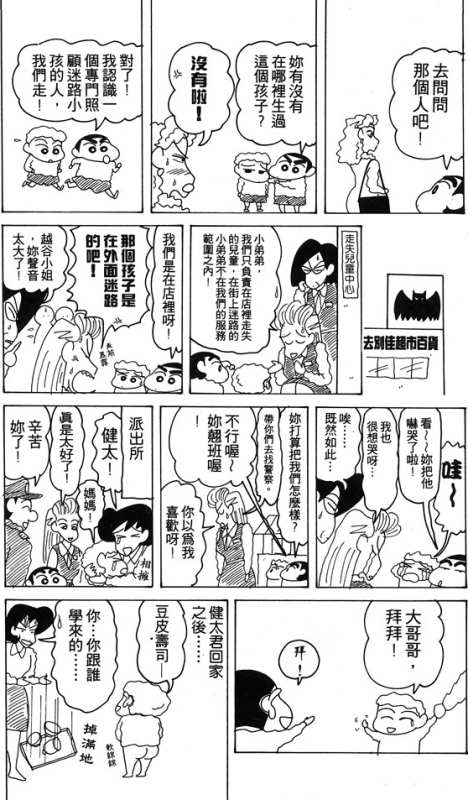 去問問
那個人吧！
妳有沒有
在哪裡生過
這個孩子？
沒有啦！
對了！
我認識一
個專門照
顧迷路小
孩的人，
我們走！
去別佳超市百貨
走失兒童中心
小弟弟，
我們只負責在店裡走失
的兒童，在街上迷路的
小弟弟不在我們的服務
範圍之內！
我們是在店裡呀！
那個孩子是
在外面迷路
的吧！
越谷小姐
，妳聲音
太大了！
哇~
看～妳把他
嚇哭了啦！
我也
很想哭呀…
唉……
既然如此…
妳打算把我們怎麼樣？
帶你們去找警察。
不行喔~
妳翹班喔
你以為我
喜歡呀！
派出所
健太！
媽媽！
相擁
真是太好了！
辛苦
妳了！
大哥哥，
拜拜！
拜！
健太君回家
之後……
豆皮壽司—
軟綿綿
你…你跟誰
學來的……
掉滿地